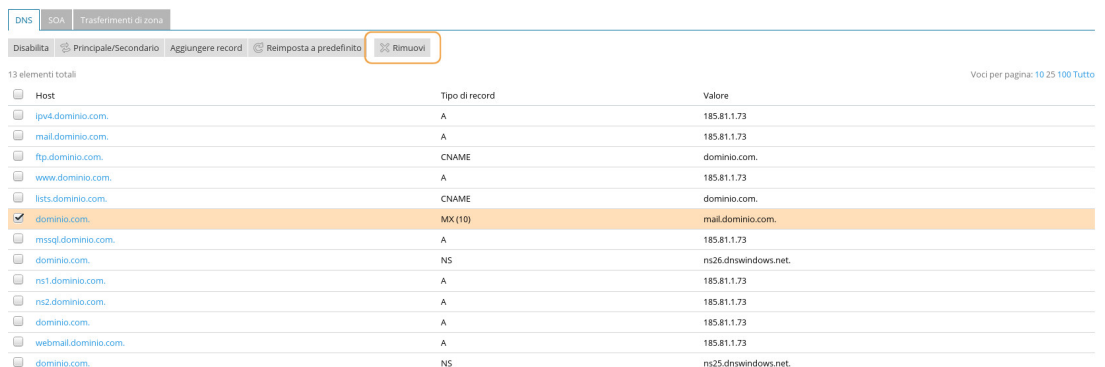 DNS SOA Trasferimenti di zona
Disabilita Principale/Secondario Aggiungere record Reimposta a predefinito Rimuovi
13 elementi totali Voci per pagina: 10 25 100 Tutto
Host Tipo di record Valore
ipv4.dominio.com. A 185.81.1.73
mail.dominio.com. A 185.81.1.73
ftp.dominio.com. CNAME dominio.com.
www.dominio.com. A 185.81.1.73
lists.dominio.com. CNAME dominio.com.
dominio.com. MX (10) mail.dominio.com.
mssql.dominio.com. A 185.81.1.73
dominio.com. NS ns26.dnswindows.net.
ns1.dominio.com. A 185.81.1.73
ns2.dominio.com. A 185.81.1.73
dominio.com. A 185.81.1.73
webmail.dominio.com. A 185.81.1.73
dominio.com. NS ns25.dnswindows.net.